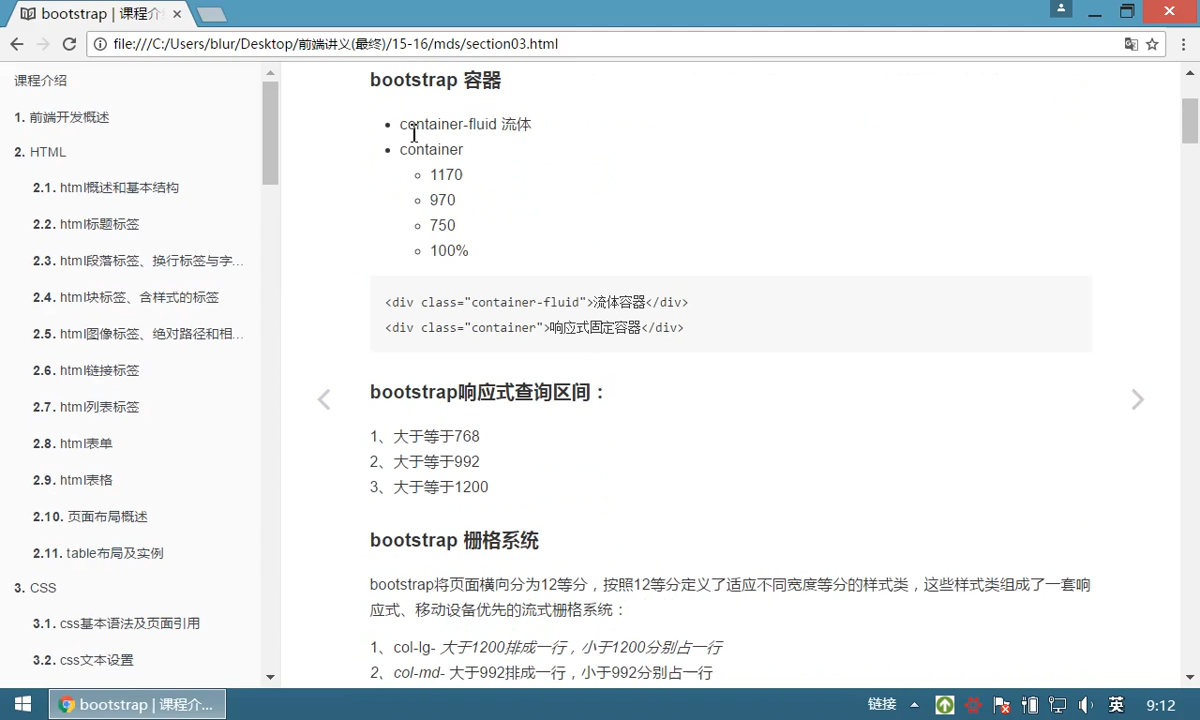 bootstrap | 课程介
file:///C:/Users/blur/Desktop/前端讲义(最终)/15-16/mds/section03.html
课程介绍
1. 前端开发概述
2. HTML
2.1. html概述和基本结构
2.2. html标题标签
2.3. html段落标签、换行标签与字...
2.4. html块标签、含样式的标签
2.5. html图像标签、绝对路径和相...
2.6. html链接标签
2.7. html列表标签
2.8. html表单
2.9. html表格
2.10. 页面布局概述
2.11. table布局及实例
3. CSS
3.1. css基本语法及页面引用
3.2. css文本设置
bootstrap 容器
• container-fluid 流体
• container
◦ 1170
◦ 970
◦ 750
◦ 100%
<div class="container-fluid">流体容器</div>
<div class="container">响应式固定容器</div>
bootstrap响应式查询区间：
1、大于等于768
2、大于等于992
3、大于等于1200
bootstrap 栅格系统
bootstrap将页面横向分为12等分，按照12等分定义了适应不同宽度等分的样式类，这些样式类组成了一套响
应式、移动设备优先的流式栅格系统：
1、col-lg- 大于1200排成一行，小于1200分别占一行
2、col-md- 大于992排成一行，小于992分别占一行
bootstrap | 课程介...
链接
英
9:12